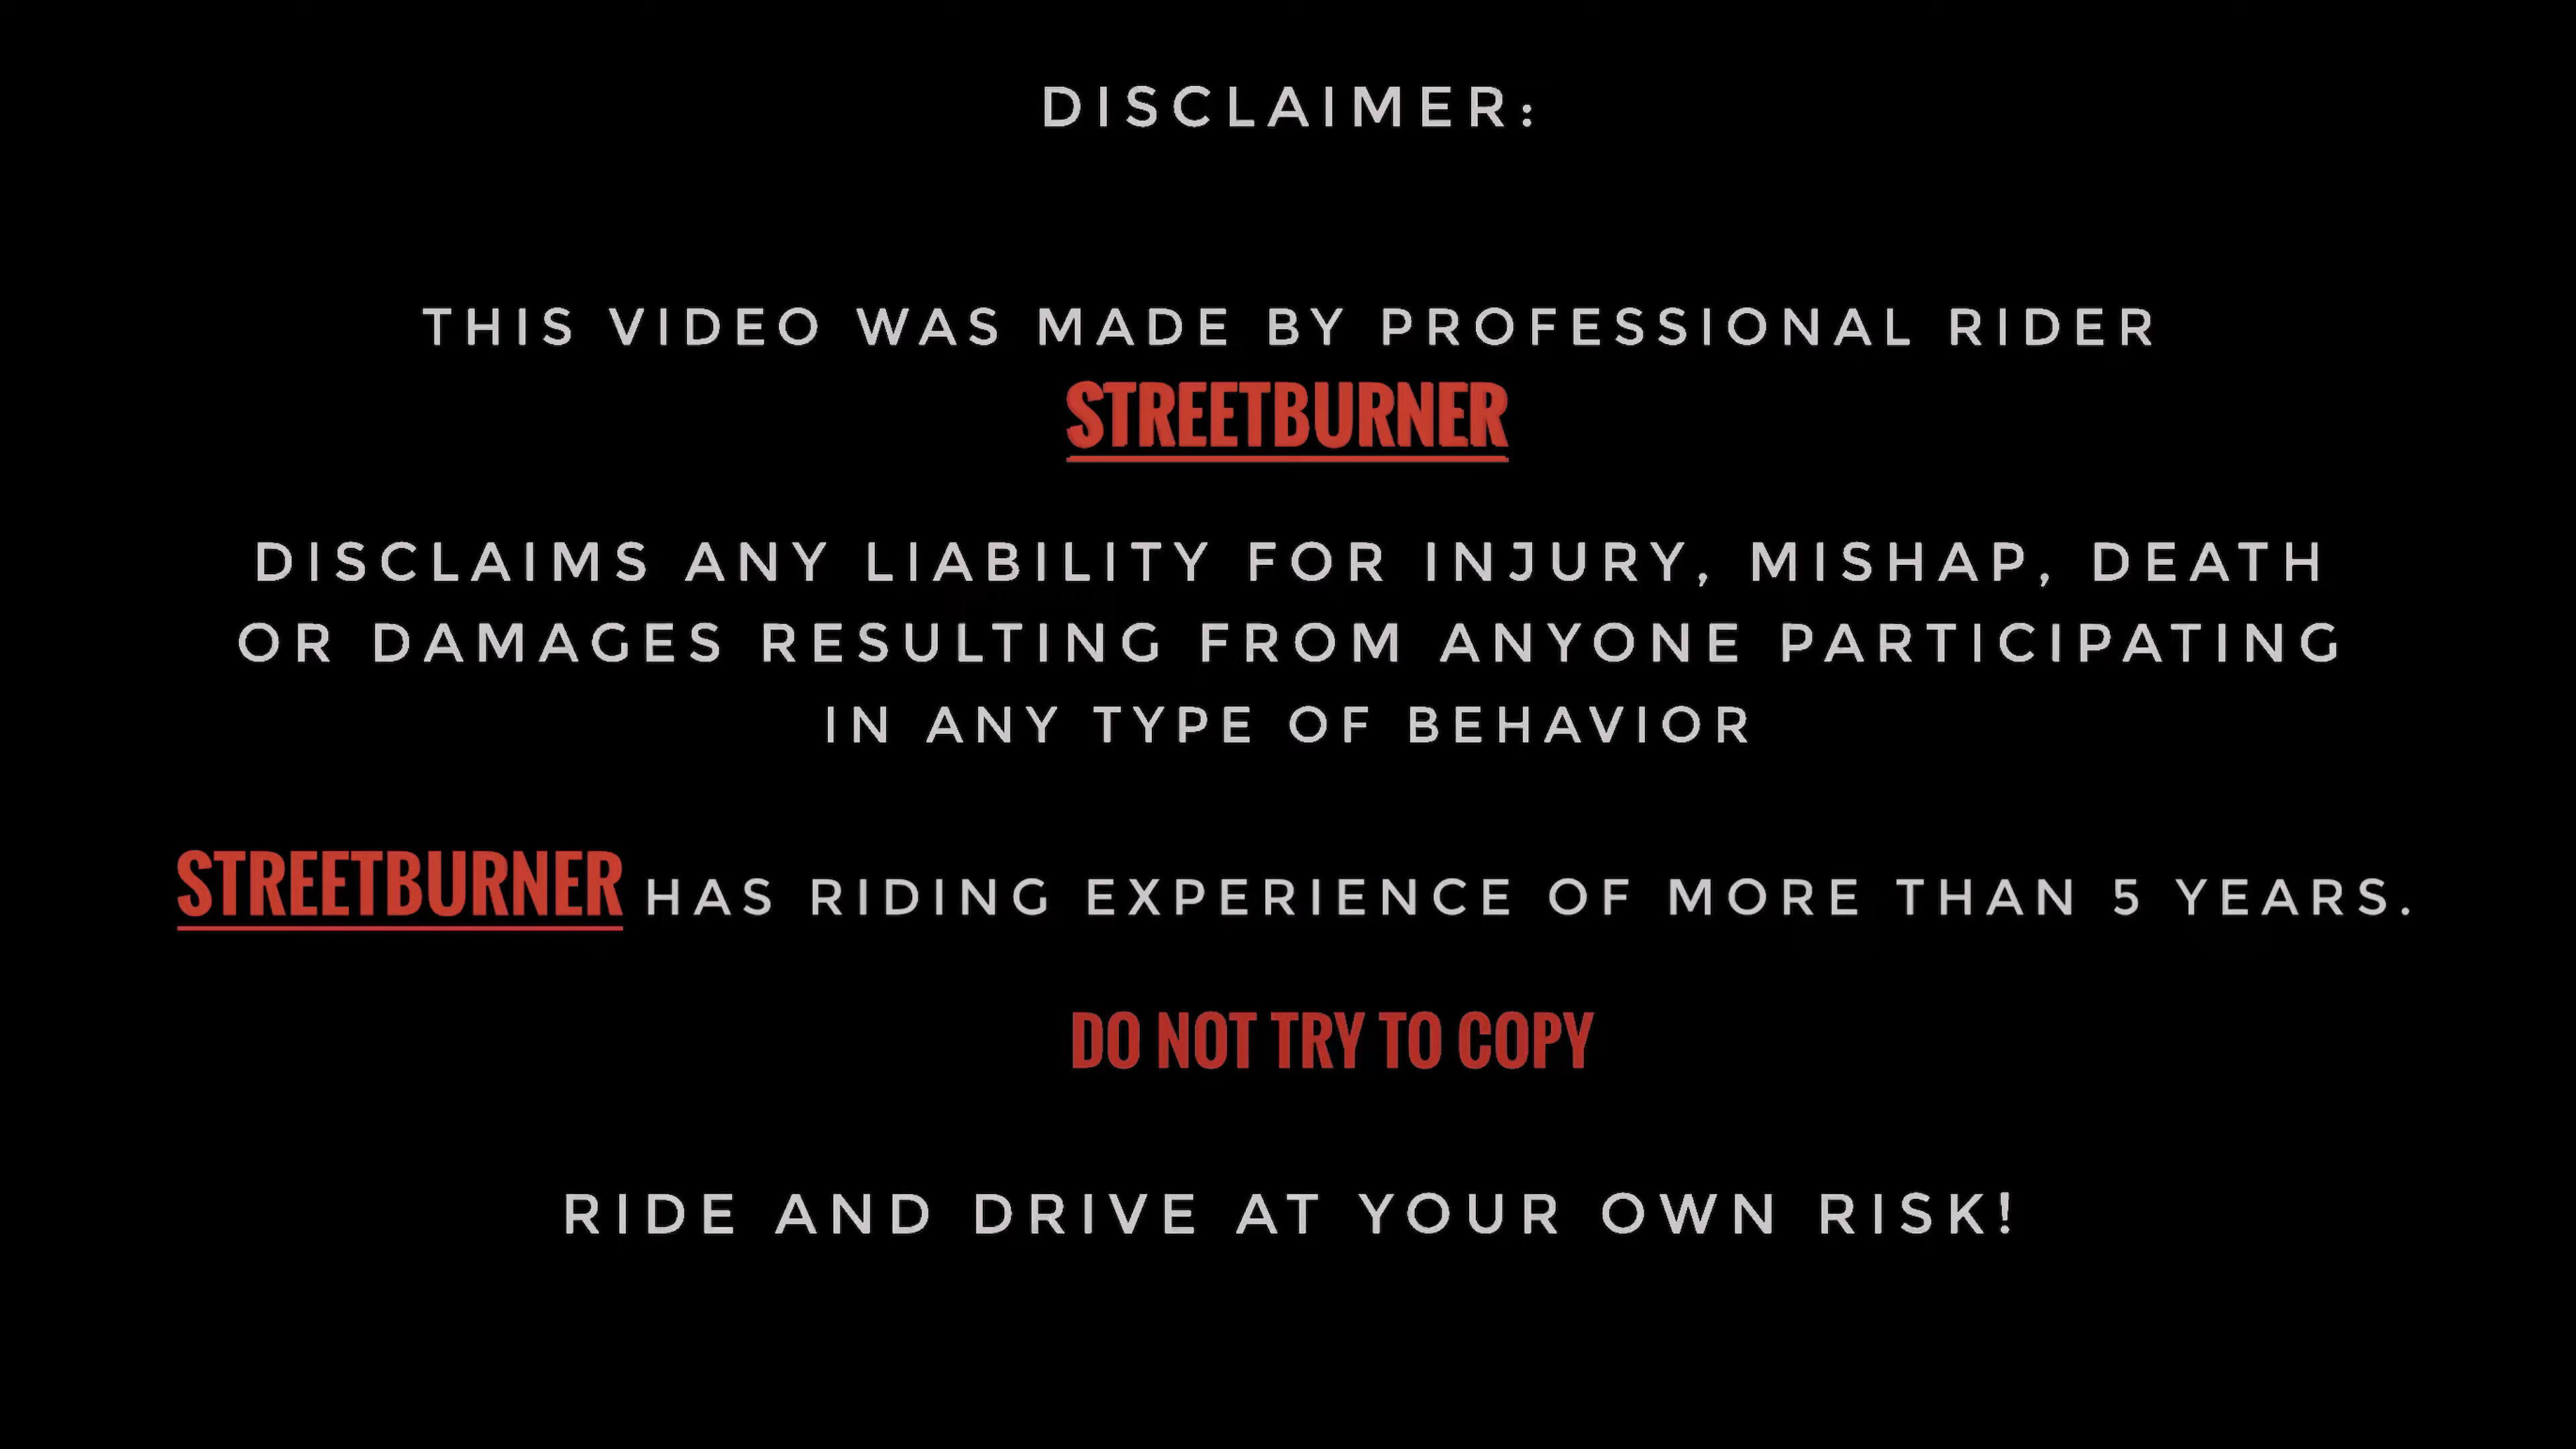 DISCLAIMER:
THIS VIDEO WAS MADE BY PROFESSIONAL RIDER
STREETBURNER
DISCLAIMS ANY LIABILITY FOR INJURY, MISHAP, DEATH
OR DAMAGES RESULTING FROM ANYONE PARTICIPATING
IN ANY TYPE OF BEHAVIOR
STREETBURNER HAS RIDING EXPERIENCE OF MORE THAN 5 YEARS.
DO NOT TRY TO COPY
RIDE AND DRIVE AT YOUR OWN RISK!